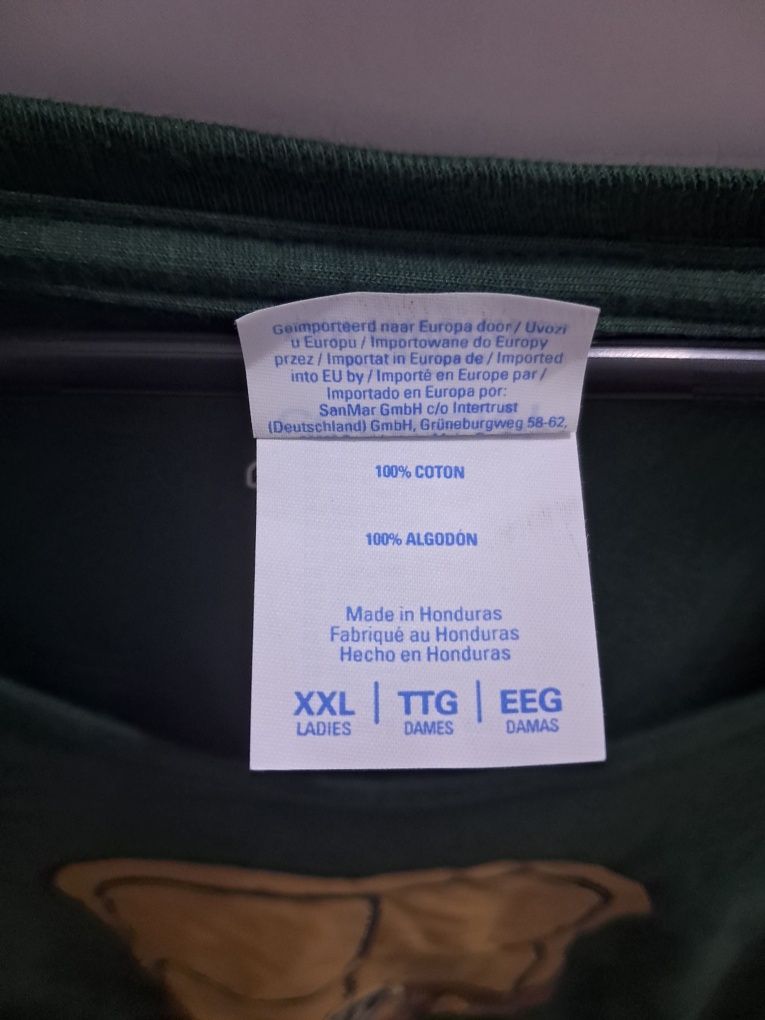 Geïmporteerd naar Europa door / Uvozi
u Europu / Importowane do Europy
przez / Importat in Europa de / Imported
into EU by / Importé en Europe par /
Importado en Europa por:
SanMar GmbH c/o Intertrust
(Deutschland) GmbH, Grüneburgweg 58-62,
100% COTON
100% ALGODÓN
Made in Honduras
Fabriqué au Honduras
Hecho en Honduras
XXL | TTG | EEG
LADIES DAMES DAMAS